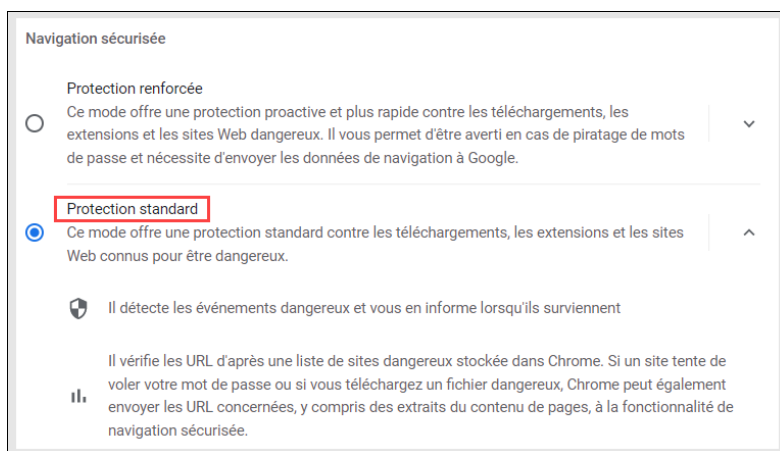 Navigation sécurisée
Protection renforcée
Ce mode offre une protection proactive et plus rapide contre les téléchargements, les
extensions et les sites Web dangereux. Il vous permet d'être averti en cas de piratage de mots
de passe et nécessite d'envoyer les données de navigation à Google.
Protection standard
Ce mode offre une protection standard contre les téléchargements, les extensions et les sites
Web connus pour être dangereux.
Il détecte les événements dangereux et vous en informe lorsqu'ils surviennent
Il vérifie les URL d'après une liste de sites dangereux stockée dans Chrome. Si un site tente de
voler votre mot de passe ou si vous téléchargez un fichier dangereux, Chrome peut également
envoyer les URL concernées, y compris des extraits du contenu de pages, à la fonctionnalité de
navigation sécurisée.